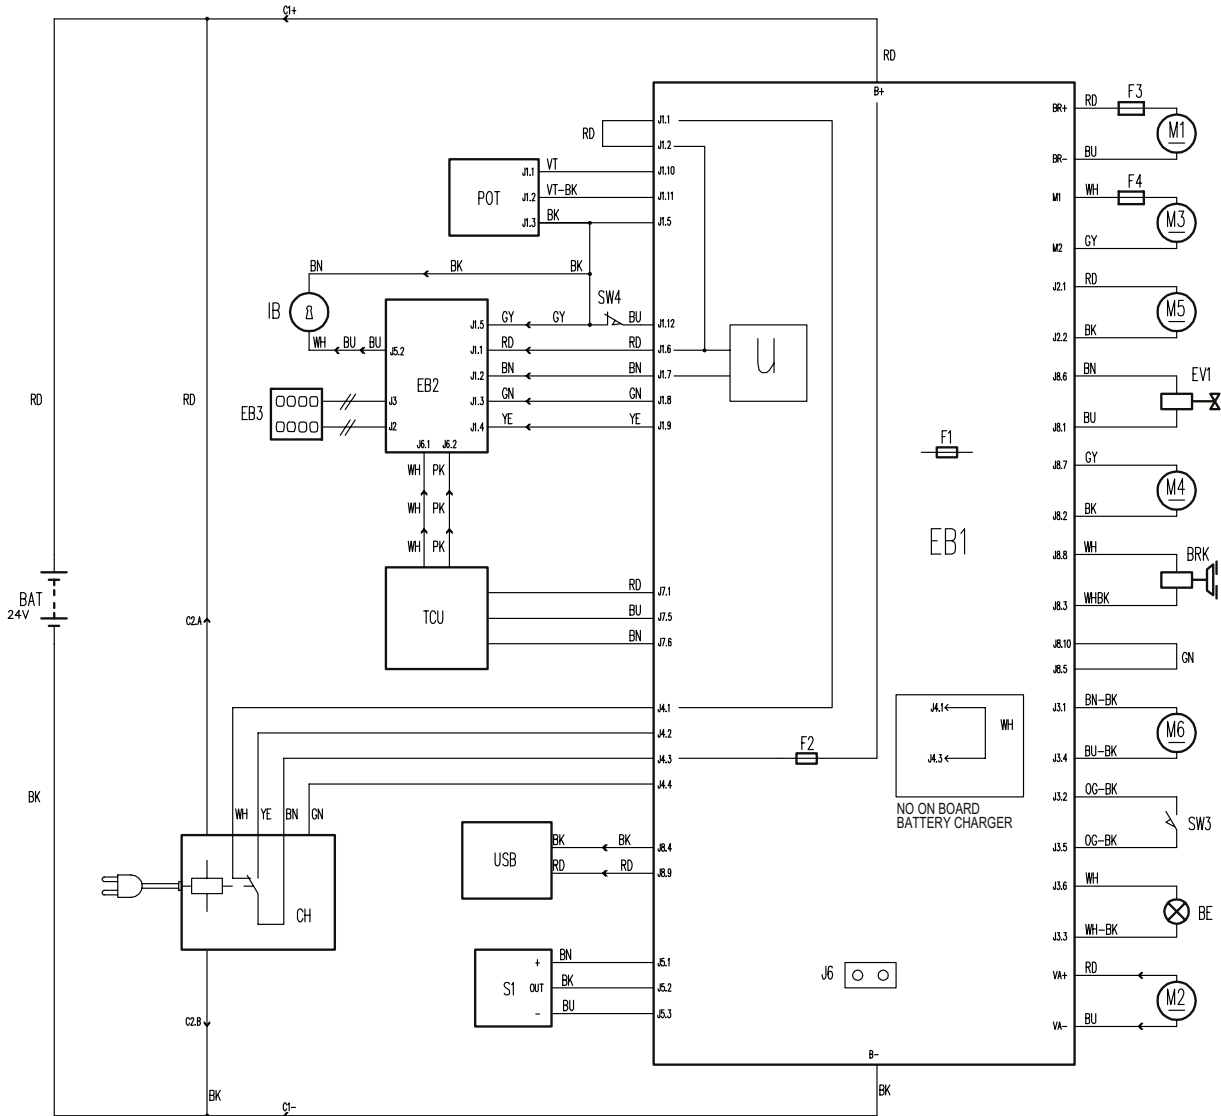 C1+
RD
B+
RD
J1.1
J1.2
POT
J1.1
VT
J1.10
J1.2
VT-BK
J1.11
J1.3
BK
J1.5
BN
BK
BK
IB
SW4
J1.5
GY
GY
BU
J1.12
WH
BU
BU
J5.2
J1.1
RD
RD
J1.6
EB2
J1.2
BN
BN
J1.7
U
EB3
J3
J1.3
GN
GN
J1.8
J2
J1.4
YE
YE
J1.9
J6.1
J6.2
WH
PK
WH
PK
WH
PK
RD
RD
F1
EB1
BAT
24V
TCU
RD
J7.1
BU
J7.5
BN
J7.6
C2.A
J4.1
J4.2
J4.3
J4.4
F2
J4.1
WH
J4.3
NO ON BOARD
BATTERY CHARGER
BK
WH
YE
BN
GN
CH
USB
BK
BK
J8.4
RD
RD
J8.9
S1
+
BN
J5.1
OUT
BK
J5.2
-
BU
J5.3
J6
C2.B
BK
C1-
B-
BK
BR+
RD
F3
M1
BR-
BU
M1
WH
F4
M3
M2
GY
J2.1
RD
M5
J2.2
BK
J8.6
BN
EV1
J8.1
BU
J8.7
GY
M4
J8.2
BK
J8.8
WH
BRK
J8.3
WHBK
J8.10
GN
J8.5
J3.1
BN-BK
M6
J3.4
BU-BK
J3.2
OG-BK
SW3
J3.5
OG-BK
J3.6
WH
BE
J3.3
WH-BK
VA+
RD
M2
VA-
BU